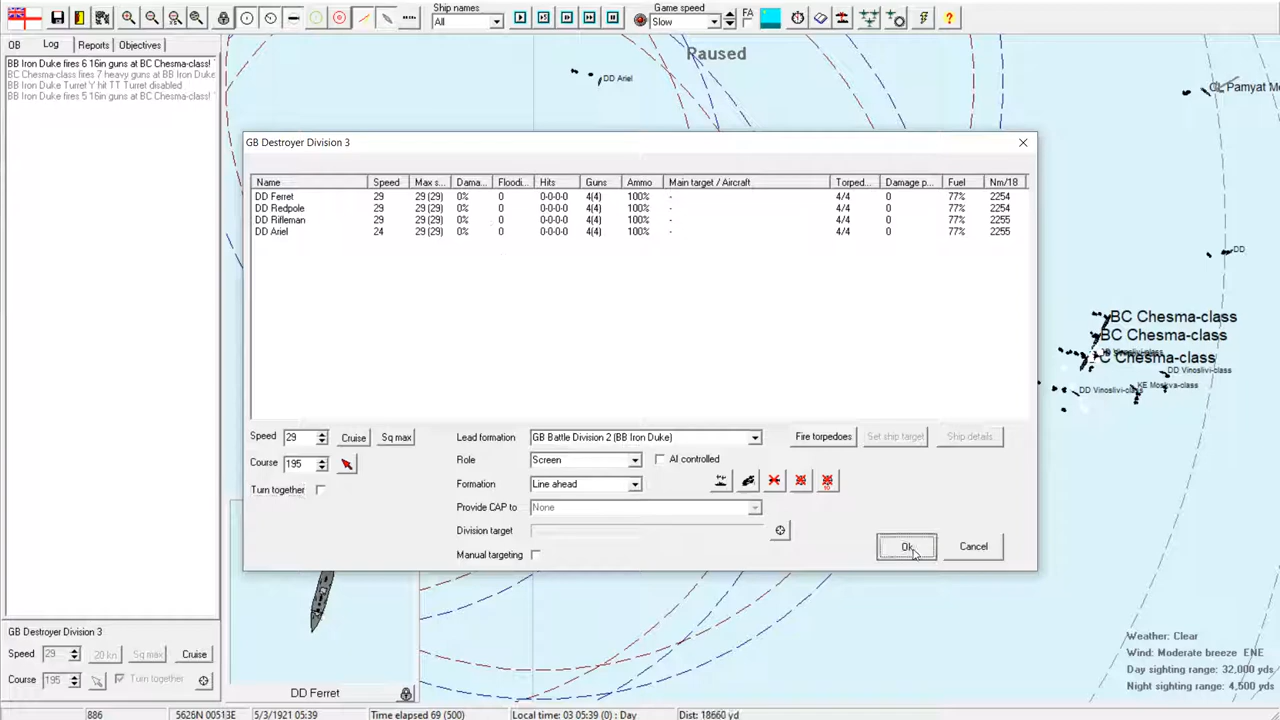 Ship names
All
Game speed
Slow
FA
OB Log Reports Objectives
Paused
BB Iron Duke fires 6 16in guns at BC Chesma-class!
BC Chesma-class fires 7 heavy guns at BB Iron Duke
BB Iron Duke Turret Y hit TT Turret disabled
BB Iron Duke fires 5 16in guns at BC Chesma-class!
DD Ariel
CL Pamyat Me
GB Destroyer Division 3
Name Speed Max s... Dama... Floodi... Hits Guns Ammo Main target / Aircraft Torped... Damage p... Fuel Nm/18
DD Ferret 29 29 (29) 0% 0 0-0-0-0 4(4) 100% - 4/4 0 77% 2254
DD Redpole 29 29 (29) 0% 0 0-0-0-0 4(4) 100% - 4/4 0 77% 2254
DD Rifleman 29 29 (29) 0% 0 0-0-0-0 4(4) 100% - 4/4 0 77% 2255
DD Ariel 24 29 (29) 0% 0 0-0-0-0 4(4) 100% - 4/4 0 77% 2255
DD
BC Chesma-class
BC Chesma-class
C Chesma-class
DD Vinoslivi-class
KE Moskva-class
DD Vinoslivi-class
Speed 29 Cruise Sq max
Course 195
Turn together
Lead formation GB Battle Division 2 (BB Iron Duke)
Role Screen AI controlled
Formation Line ahead
Provide CAP to None
Division target
Manual targeting
Fire torpedoes Set ship target Ship details
Ok Cancel
GB Destroyer Division 3
Speed 29 20 kn Sq max Cruise
Course 195 Turn together
DD Ferret
Weather: Clear
Wind: Moderate breeze ENE
Day sighting range: 32,000 yds
Night sighting range: 4,500 yds
886 5626N 00513E 5/3/1921 05:39 Time elapsed 69 (500) Local time: 03 05:39 (0) : Day Dist: 18660 yd